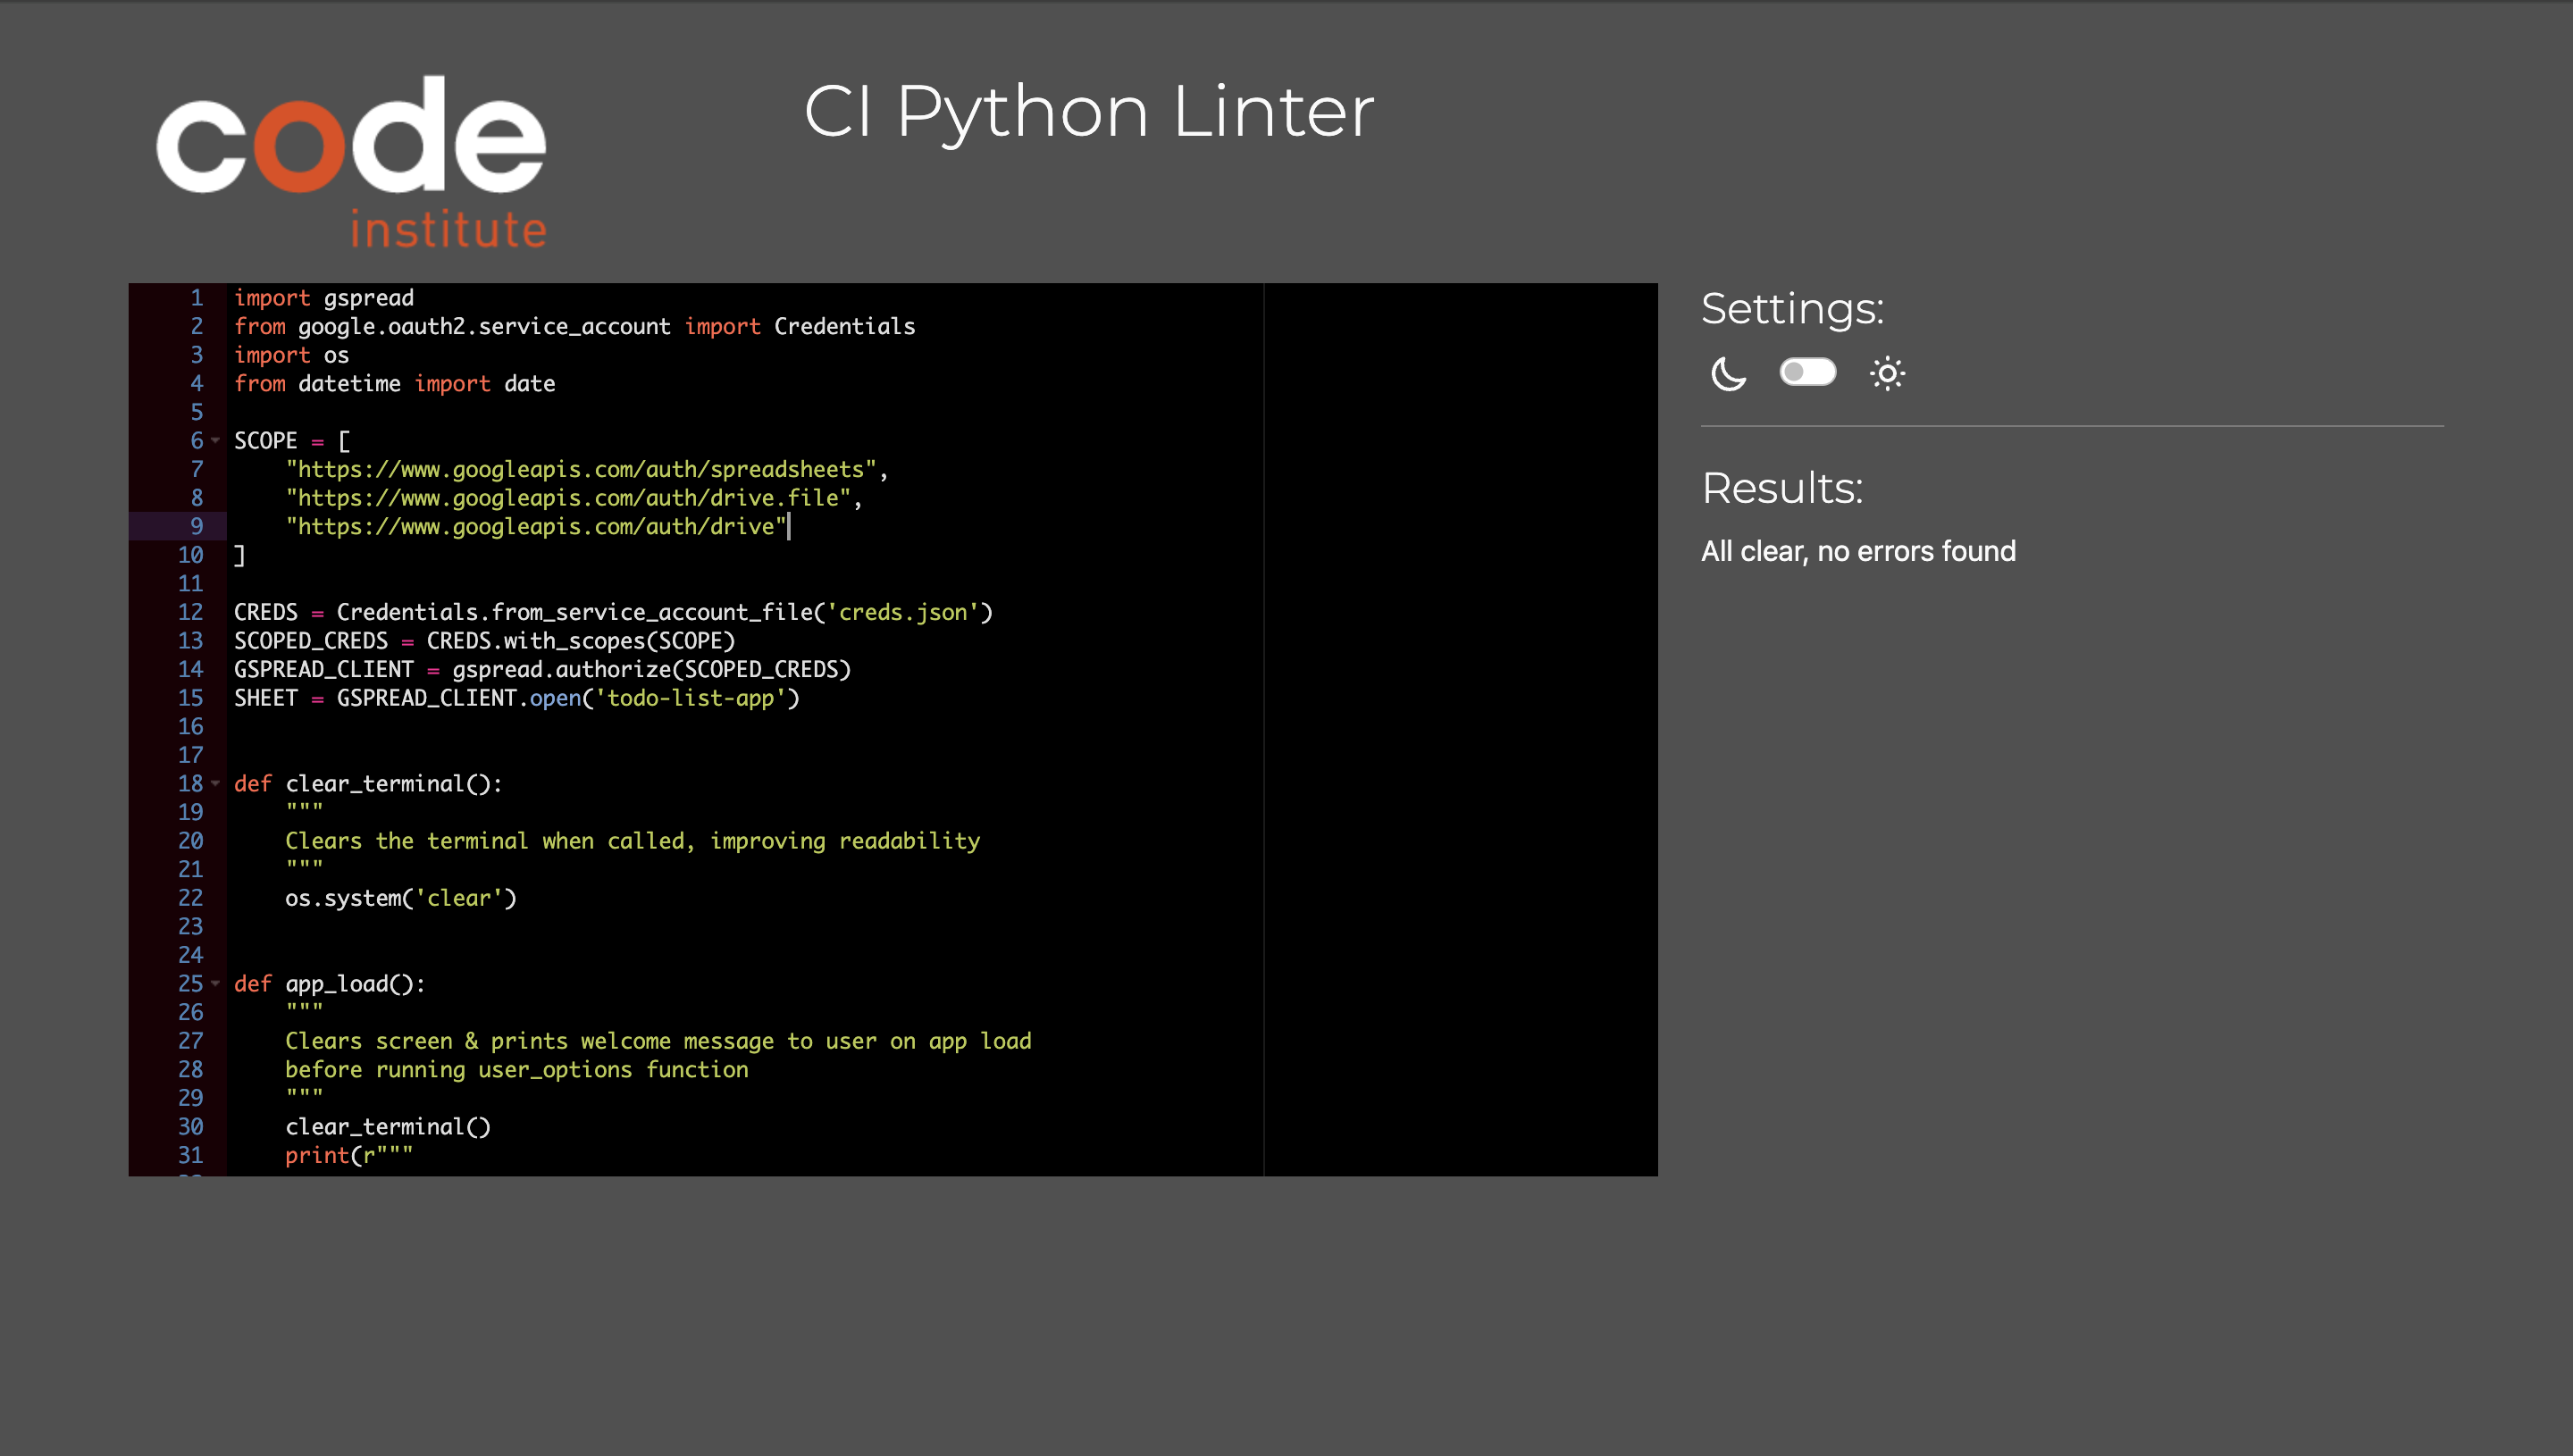 code
institute
CI Python Linter
1 import gspread
2 from google.oauth2.service_account import Credentials
3 import os
4 from datetime import date
5
6 SCOPE = [
7     "https://www.googleapis.com/auth/spreadsheets",
8     "https://www.googleapis.com/auth/drive.file",
9     "https://www.googleapis.com/auth/drive"
10 ]
11
12 CREDS = Credentials.from_service_account_file('creds.json')
13 SCOPED_CREDS = CREDS.with_scopes(SCOPE)
14 GSPREAD_CLIENT = gspread.authorize(SCOPED_CREDS)
15 SHEET = GSPREAD_CLIENT.open('todo-list-app')
16
17
18 def clear_terminal():
19     """
20     Clears the terminal when called, improving readability
21     """
22     os.system('clear')
23
24
25 def app_load():
26     """
27     Clears screen & prints welcome message to user on app load
28     before running user_options function
29     """
30     clear_terminal()
31     print(r"""
Settings:
Results:
All clear, no errors found